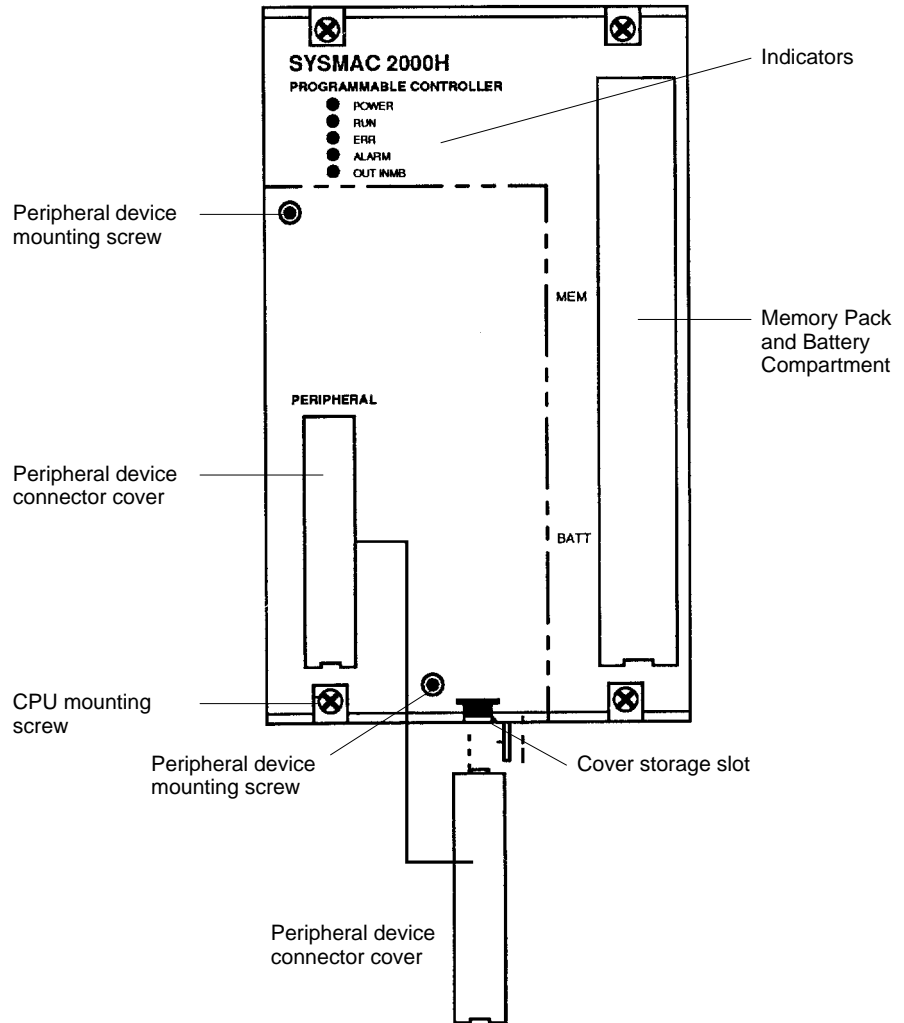 SYSMAC 2000H
PROGRAMMABLE CONTROLLER
POWER
RUN
ERR
ALARM
OUT INMB
Indicators
Peripheral device
mounting screw
MEM
Memory Pack
and Battery
Compartment
PERIPHERAL
Peripheral device
connector cover
BATT
CPU mounting
screw
Peripheral device
mounting screw
Cover storage slot
Peripheral device
connector cover